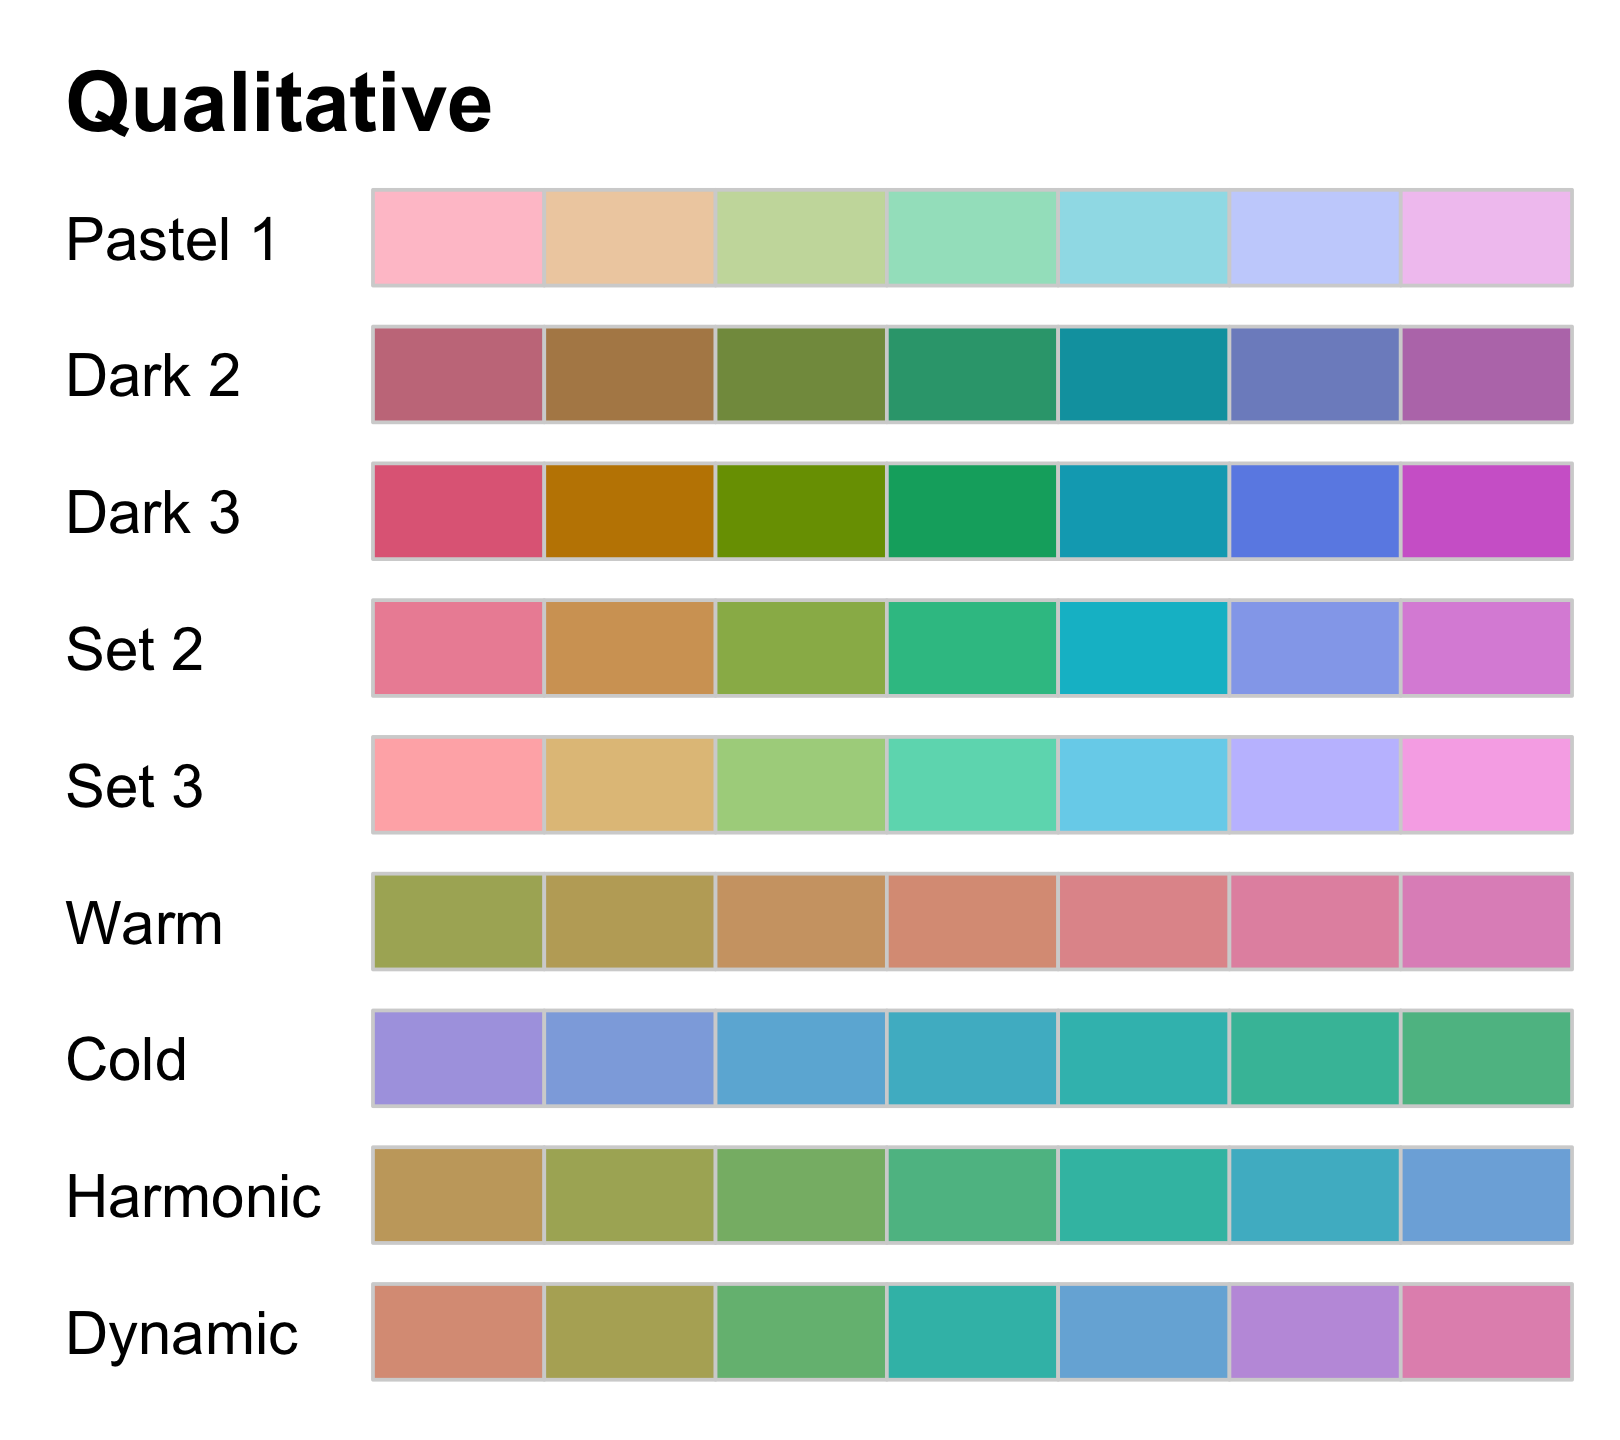 Qualitative
Pastel 1
Dark 2
Dark 3
Set 2
Set 3
Warm
Cold
Harmonic
Dynamic